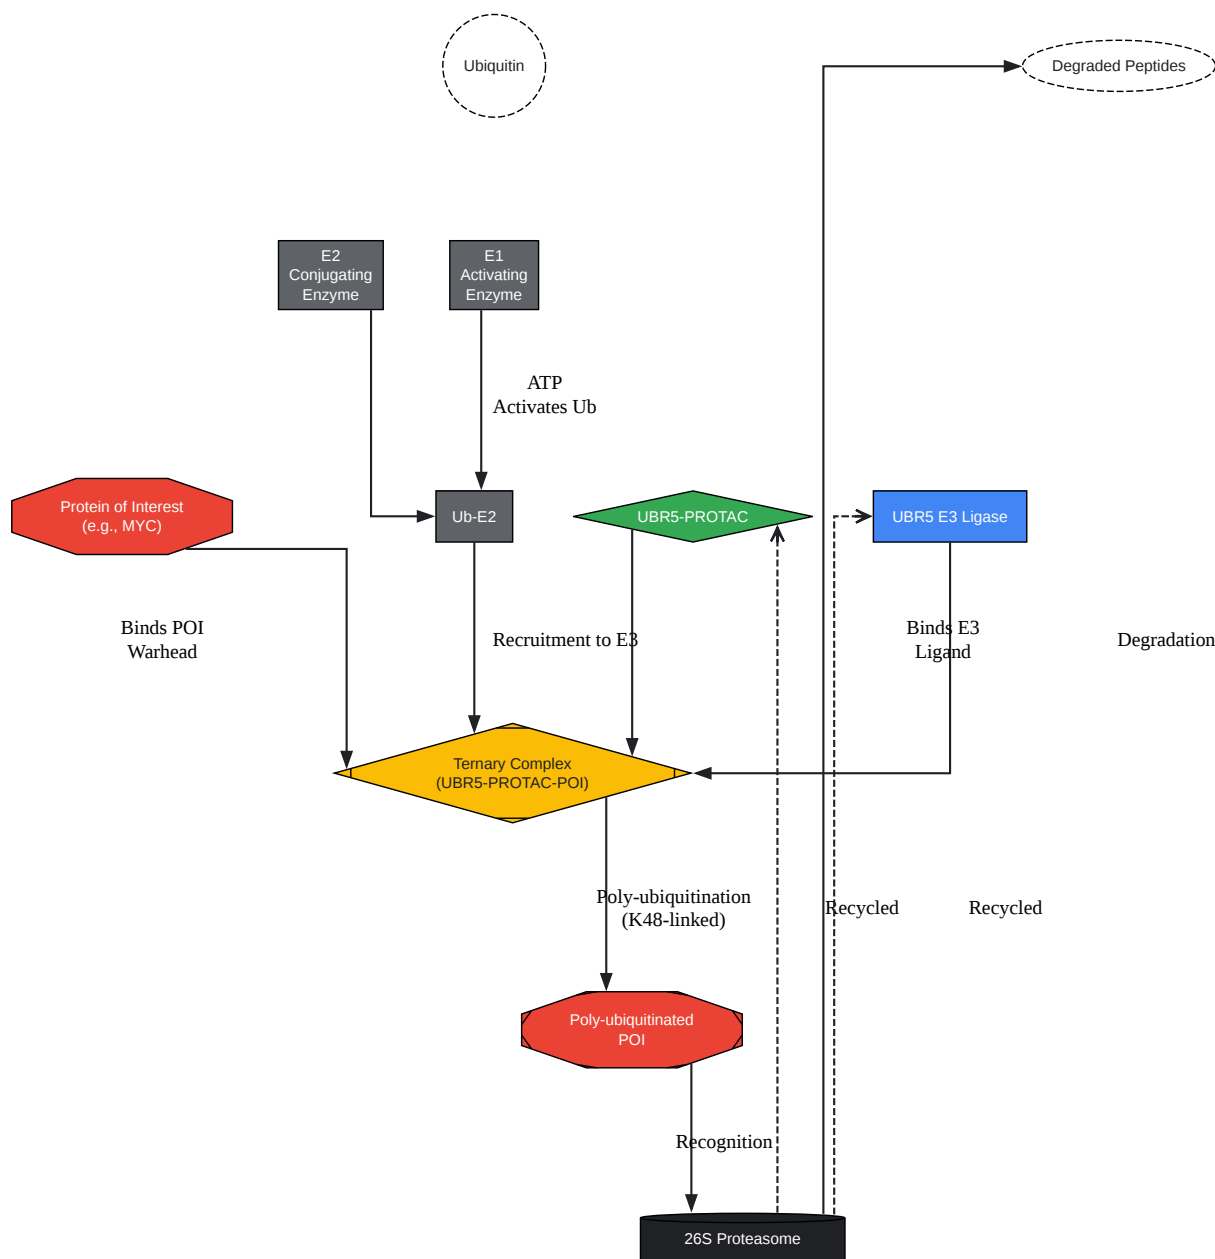 Ubiquitin
Degraded Peptides
E2
Conjugating
Enzyme
E1
Activating
Enzyme
ATP
Activates Ub
Protein of Interest
(e.g., MYC)
Ub-E2
UBR5-PROTAC
UBR5 E3 Ligase
Binds POI
Warhead
Recruitment to E3
Binds E3
Ligand
Degradation
Ternary Complex
(UBR5-PROTAC-POI)
Poly-ubiquitination
(K48-linked)
Recycled
Recycled
Poly-ubiquitinated
POI
Recognition
26S Proteasome